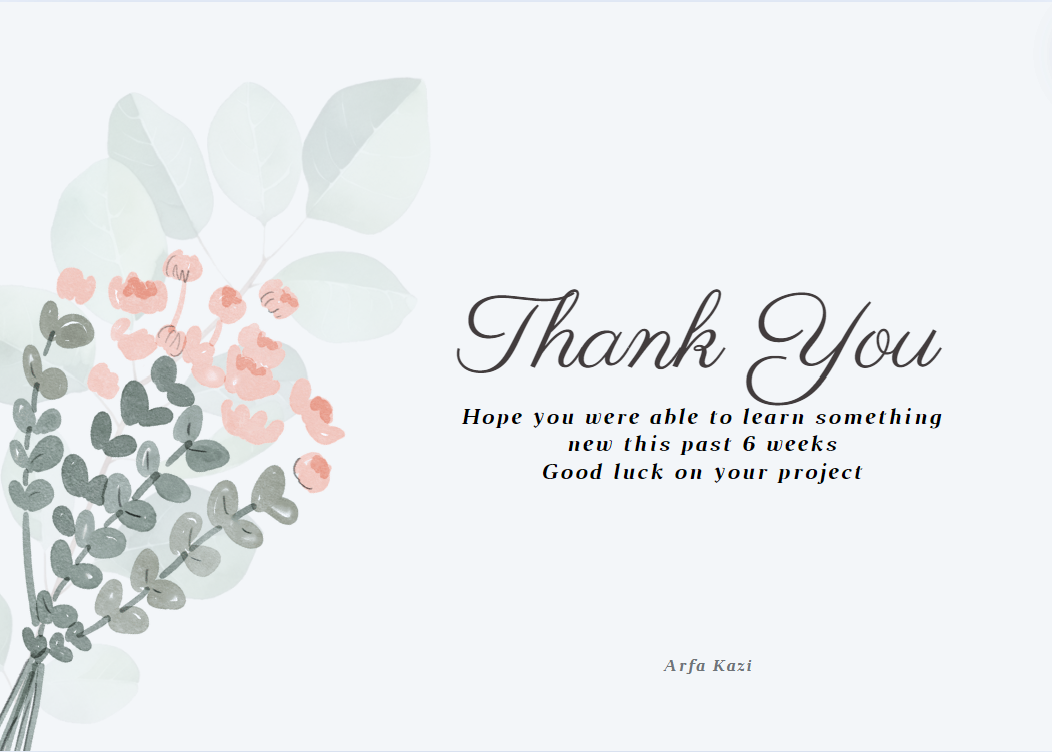 Thank You
Hope you were able to learn something
new this past 6 weeks
Good luck on your project
Arfa Kazi